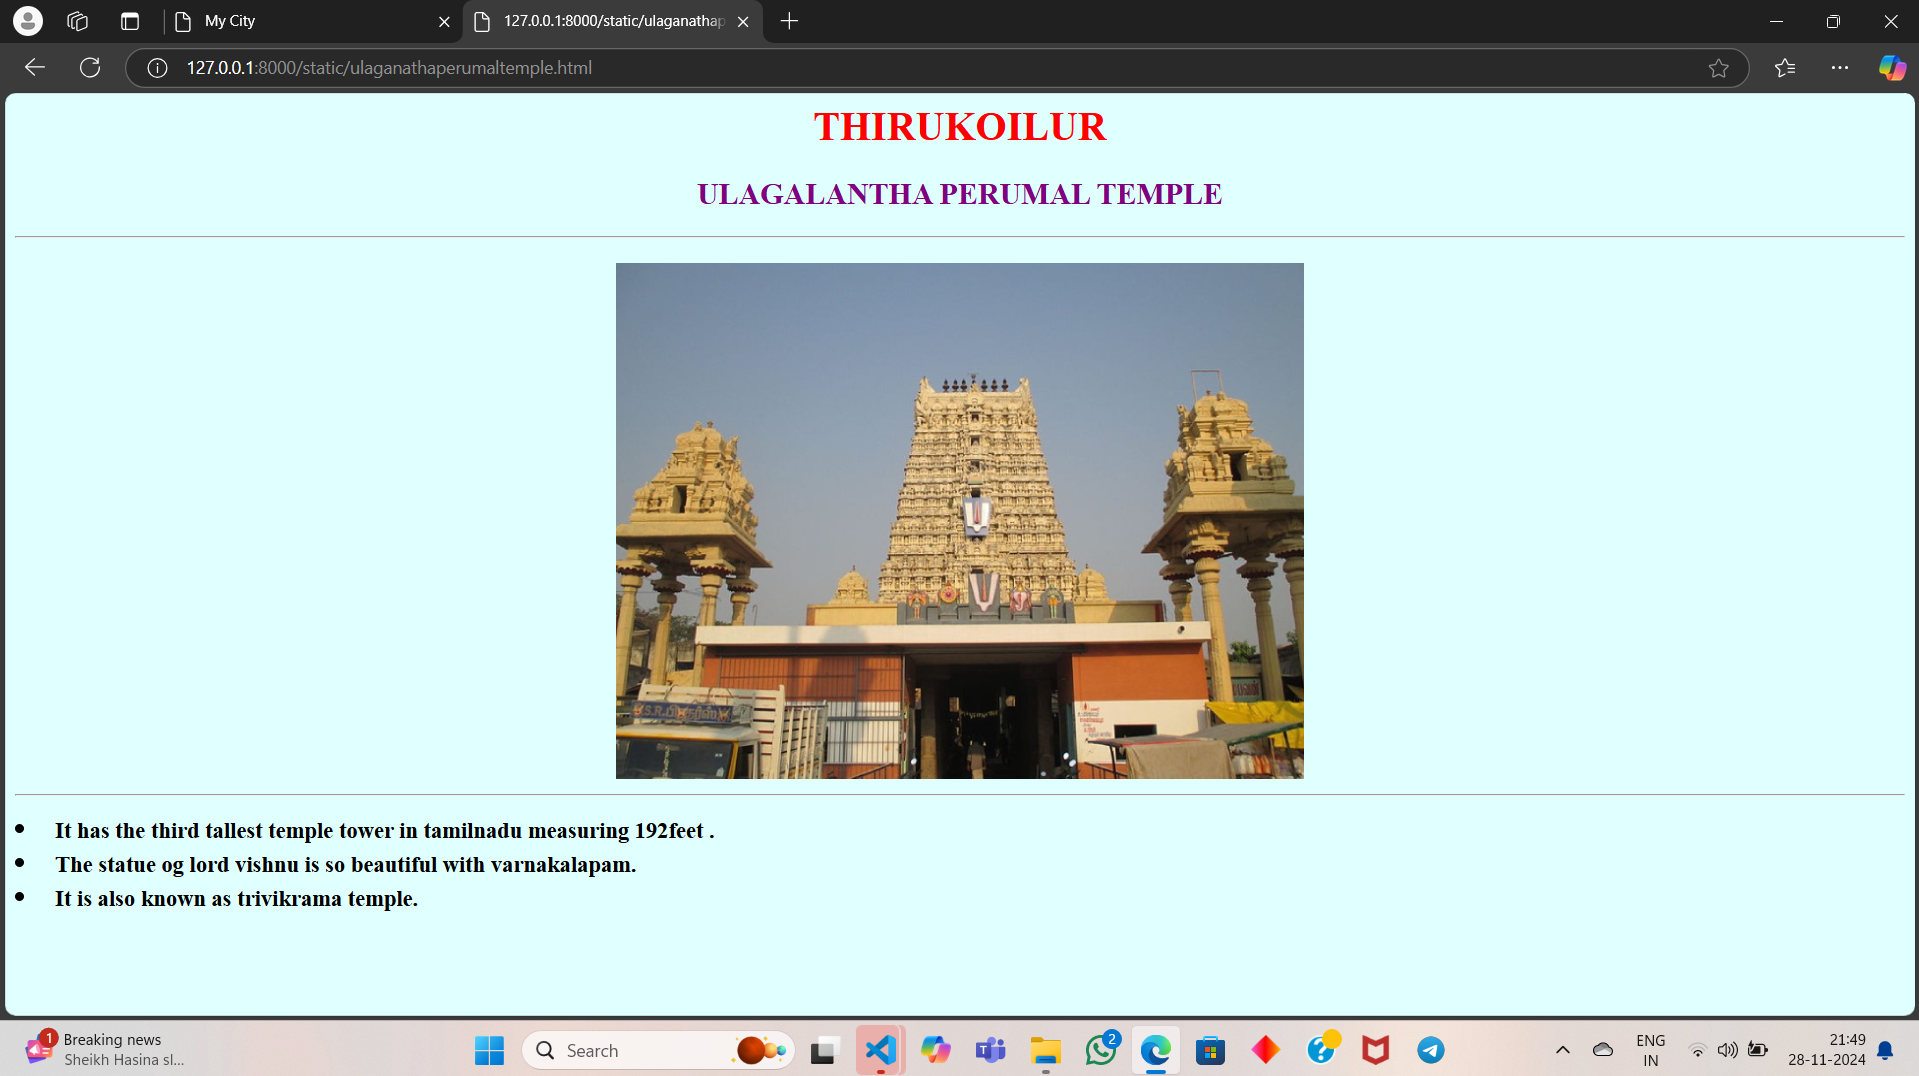 My City
127.0.0.1:8000/static/ulaganathap
127.0.0.1:8000/static/ulaganathaperumaltemple.html
THIRUKOILUR
ULAGALANTHA PERUMAL TEMPLE
It has the third tallest temple tower in tamilnadu measuring 192feet .
The statue og lord vishnu is so beautiful with varnakalapam.
It is also known as trivikrama temple.
1
Breaking news
Sheikh Hasina sl...
Search
2
ENG
IN
21:49
28-11-2024